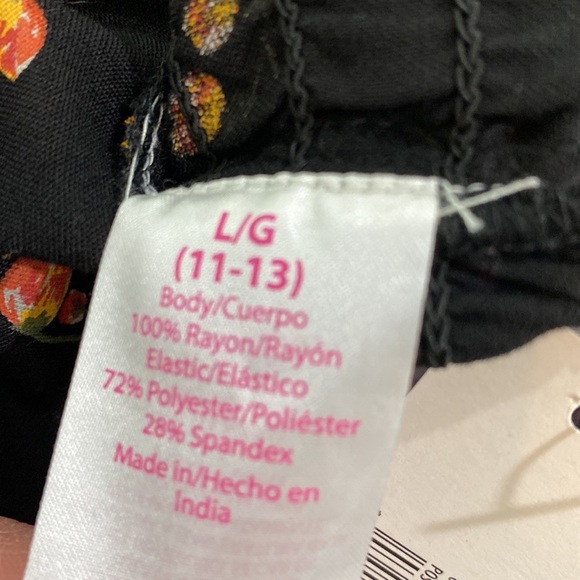 L/G
(11-13)
Body/Cuerpo
100% Rayon/Rayón
Elastic/Elástico
72% Polyester/Poliéster
28% Spandex
Made in/Hecho en
India